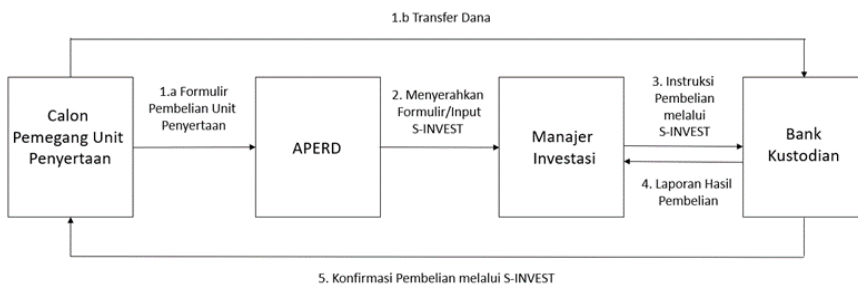 1.b Transfer Dana
Calon
Pemegang Unit
Penyertaan
1.a Formulir
Pembelian Unit
Penyertaan
APERD
2. Menyerahkan
Formulir/Input
S-INVEST
Manajer
Investasi
3. Instruksi
Pembelian
melalui
S-INVEST
4. Laporan Hasil
Pembelian
Bank
Kustodian
5. Konfirmasi Pembelian melalui S-INVEST